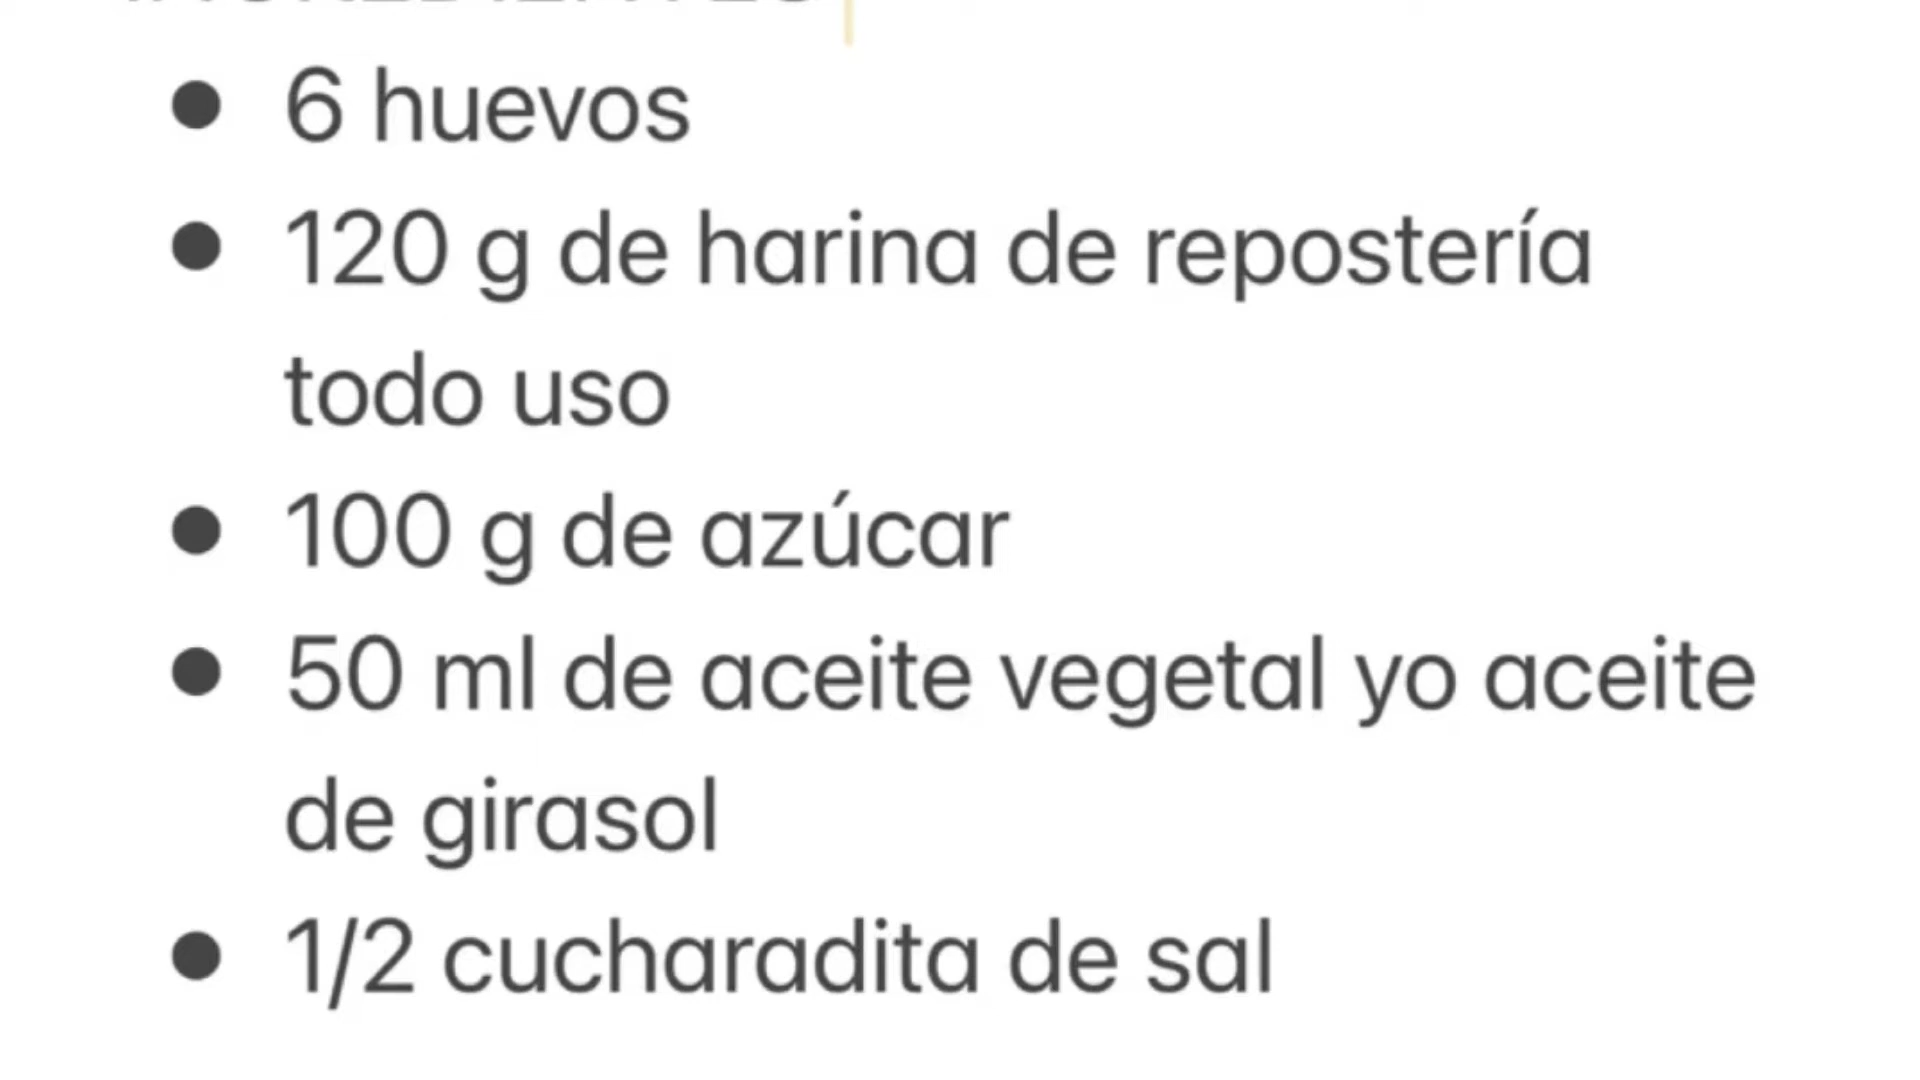 INGREDIENTES
● 6 huevos
● 120 g de harina de repostería
todo uso
● 100 g de azúcar
● 50 ml de aceite vegetal yo aceite
de girasol
● 1/2 cucharadita de sal